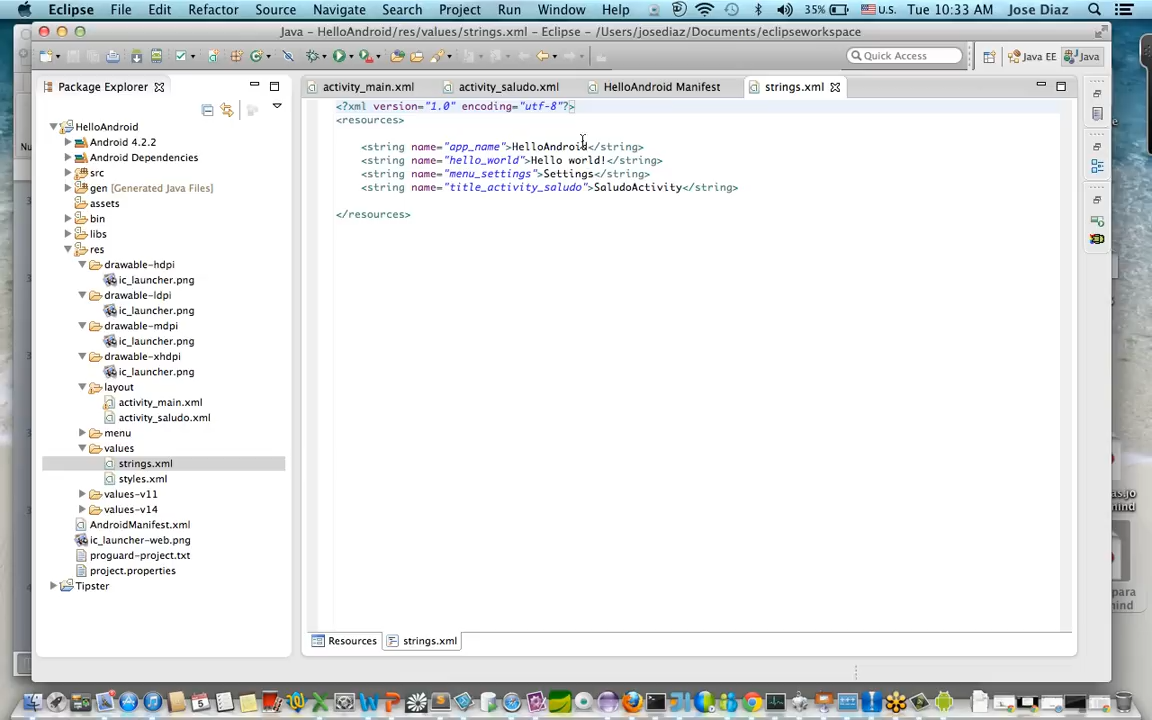 Eclipse File Edit Refactor Source Navigate Search Project Run Window Help 35% U.S. Tue 10:33 AM Jose Diaz
Java – HelloAndroid/res/values/strings.xml – Eclipse – /Users/josediaz/Documents/eclipseworkspace
Quick Access Java EE Java
Package Explorer
activity_main.xml activity_saludo.xml HelloAndroid Manifest strings.xml
HelloAndroid
Android 4.2.2
Android Dependencies
src
gen [Generated Java Files]
assets
bin
libs
res
drawable-hdpi
ic_launcher.png
drawable-ldpi
ic_launcher.png
drawable-mdpi
ic_launcher.png
drawable-xhdpi
ic_launcher.png
layout
activity_main.xml
activity_saludo.xml
menu
values
strings.xml
styles.xml
values-v11
values-v14
AndroidManifest.xml
ic_launcher-web.png
proguard-project.txt
project.properties
Tipster
<?xml version="1.0" encoding="utf-8"?>
<resources>
<string name="app_name">HelloAndroid</string>
<string name="hello_world">Hello world!</string>
<string name="menu_settings">Settings</string>
<string name="title_activity_saludo">SaludoActivity</string>
</resources>
Resources strings.xml